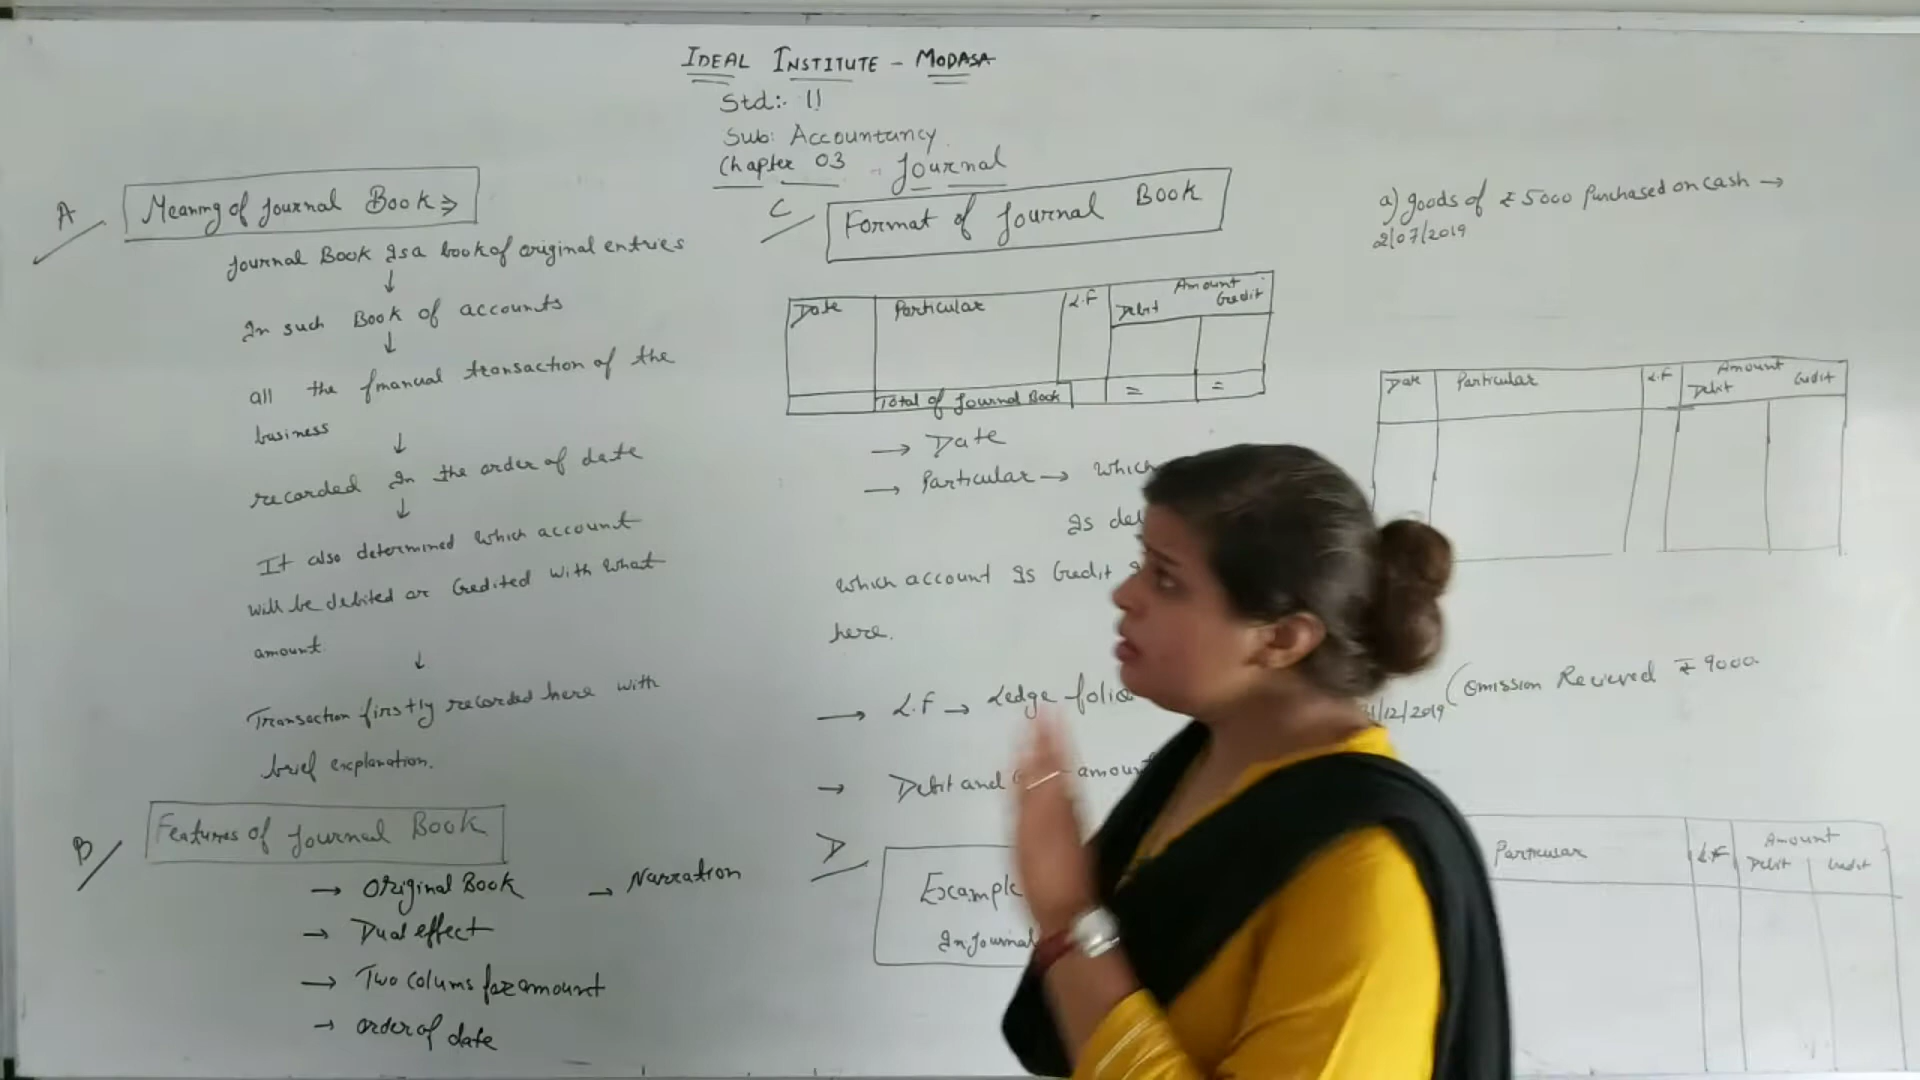 IDEAL INSTITUTE - MODASA
Std:- 11
Sub: Accountancy
Chapter 03 - Journal
A
Meaning of Journal Book ⇒
Journal Book Is a book of original entries
↓
In such Book of accounts
↓
all the financial transaction of the
business
↓
recorded In the order of date
↓
It also determined which account
will be debited or Credited with what
amount
↓
Transaction firstly recorded here with
brief explanation.
B
Features of Journal Book
→ Original Book
→ Narration
→ Dual effect
→ Two colums for amount
→ order of date
C
Format of Journal Book
Date Particular L.F Amount
Debit Credit
Total of Journal Book = =
→ Date
→ Particular → which
Is
which account Is Credit
here.
→ L.F → Ledge folio
→ Debit and amount
D
Example
In Journal
a) goods of ₹ 5000 Purchased on cash →
2/07/2019
Date Particular L.F Amount
Debit Credit
Comission Recieved ₹ 9000
/12/2019
Particular L.F Amount
Debit Credit